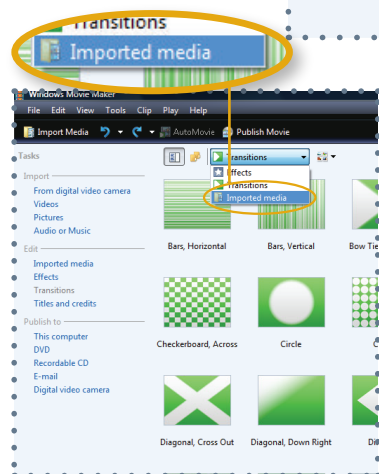 Transitions
Imported media
Windows Movie Maker
File Edit View Tools Clip Play Help
Import Media AutoMovie Publish Movie
Tasks
Transitions
Effects
Transitions
Imported media
Import
From digital video camera
Videos
Pictures
Audio or Music
Edit
Imported media
Effects
Transitions
Titles and credits
Publish to
This computer
DVD
Recordable CD
E-mail
Digital video camera
Bars, Horizontal Bars, Vertical Bow Tie
Checkerboard, Across Circle
Diagonal, Cross Out Diagonal, Down Right